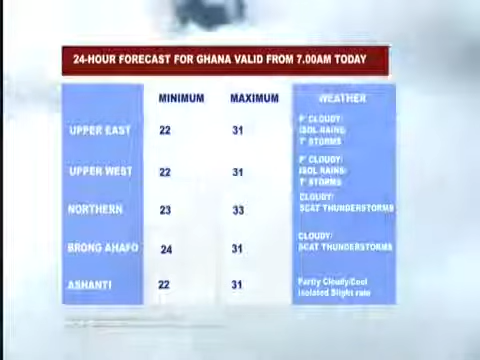 24-HOUR FORECAST FOR GHANA VALID FROM 7.00AM TODAY
MINIMUM MAXIMUM WEATHER
UPPER EAST 22 31 P' CLOUDY/ ISOL RAINS/ T' STORMS
UPPER WEST 22 31 P' CLOUDY/ ISOL RAINS/ T' STORMS
NORTHERN 23 33 CLOUDY/ SCAT THUNDERSTORMS
BRONG AHAFO 24 31 CLOUDY/ SCAT THUNDERSTORMS
ASHANTI 22 31 Partly Cloudy/Cool Isolated Slight rain